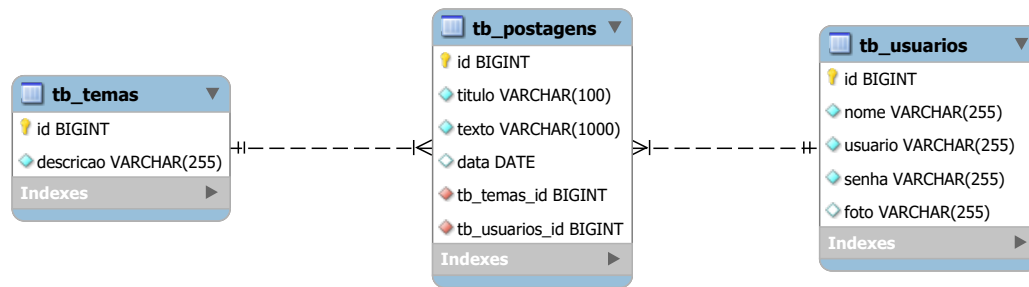 tb_temas
id BIGINT
descricao VARCHAR(255)
Indexes
tb_postagens
id BIGINT
titulo VARCHAR(100)
texto VARCHAR(1000)
data DATE
tb_temas_id BIGINT
tb_usuarios_id BIGINT
Indexes
tb_usuarios
id BIGINT
nome VARCHAR(255)
usuario VARCHAR(255)
senha VARCHAR(255)
foto VARCHAR(255)
Indexes